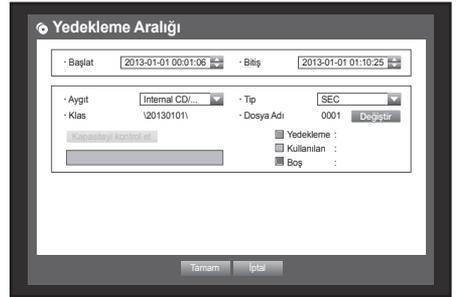 Yedekleme Aralığı
· Başlat 2013-01-01 00:01:06 · Bitiş 2013-01-01 01:10:25
· Aygıt Internal CD/... · Tip SEC
· Klas \20130101\ · Dosya Adı 0001 Değiştir
Kapasiteyi kontrol et Yedekleme :
Kullanılan :
Boş :
Tamam İptal